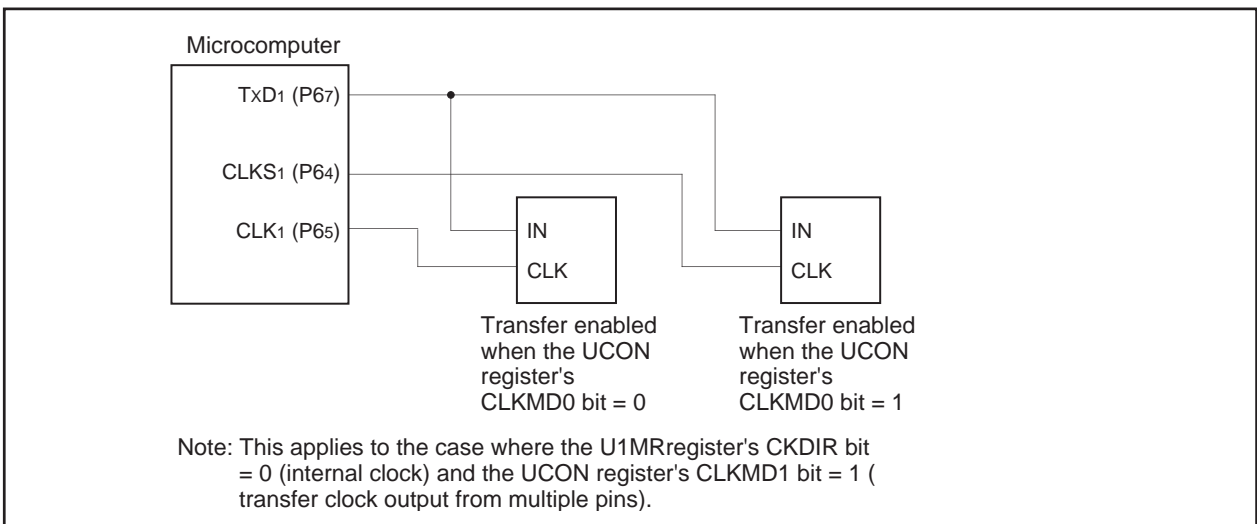 Microcomputer
TXD1 (P67)
CLKS1 (P64)
CLK1 (P65)
IN
CLK
IN
CLK
Transfer enabled
when the UCON
register's
CLKMD0 bit = 0
Transfer enabled
when the UCON
register's
CLKMD0 bit = 1
Note: This applies to the case where the U1MRregister's CKDIR bit
= 0 (internal clock) and the UCON register's CLKMD1 bit = 1 (
transfer clock output from multiple pins).